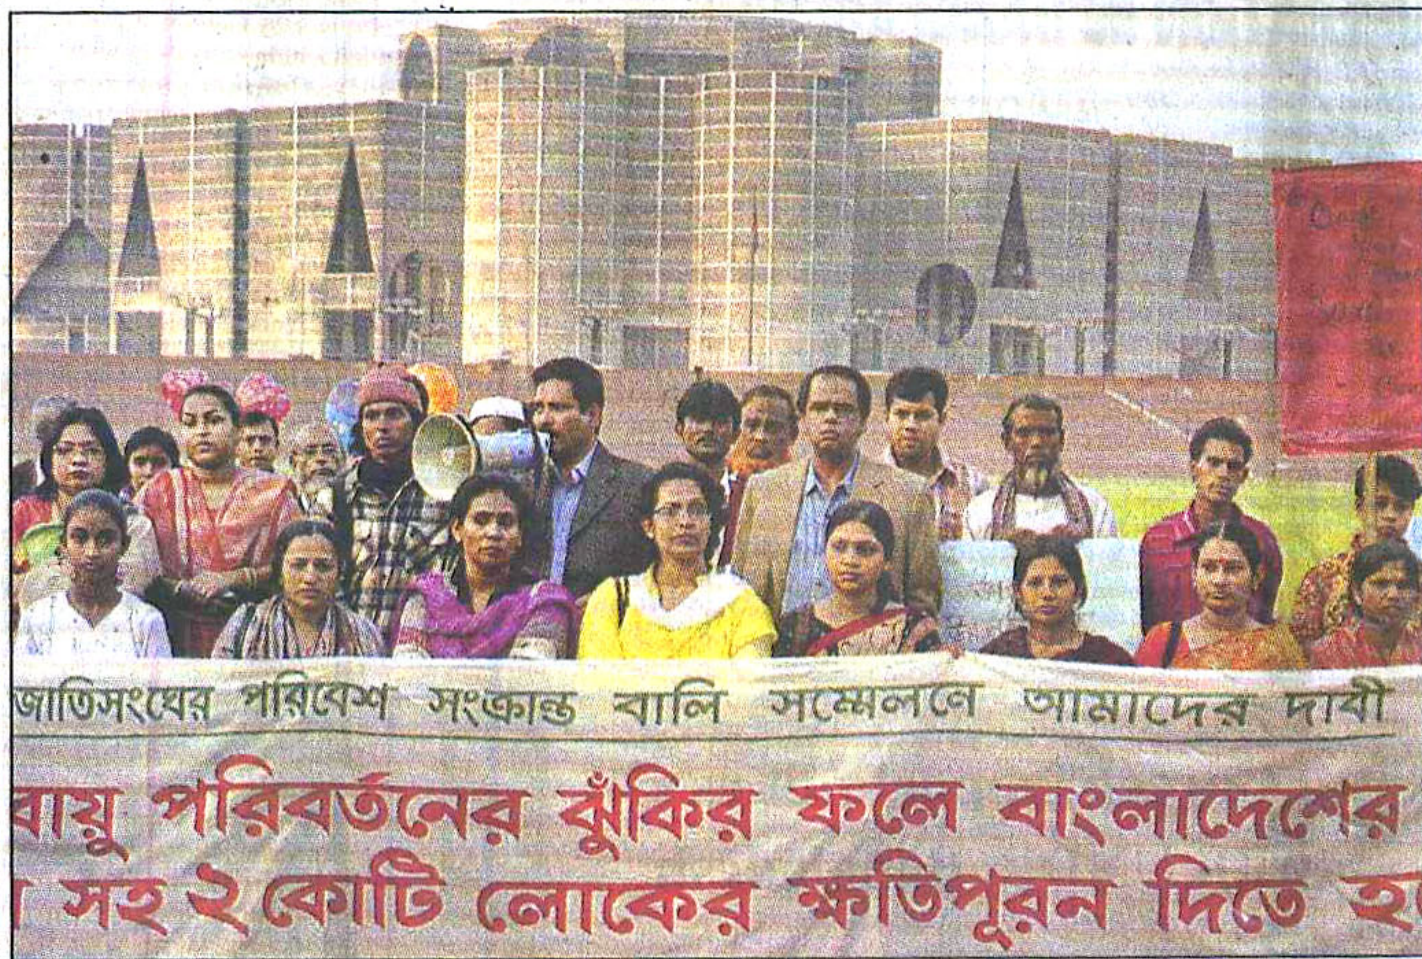 জাতিসংঘের পরিবেশ সংক্রান্ত বালি সম্মেলনে আমাদের দাবী
বায়ু পরিবর্তনের ঝুঁকির ফলে বাংলাদেশের
সহ ২ কোটি লোকের ক্ষতিপূরন দিতে হ